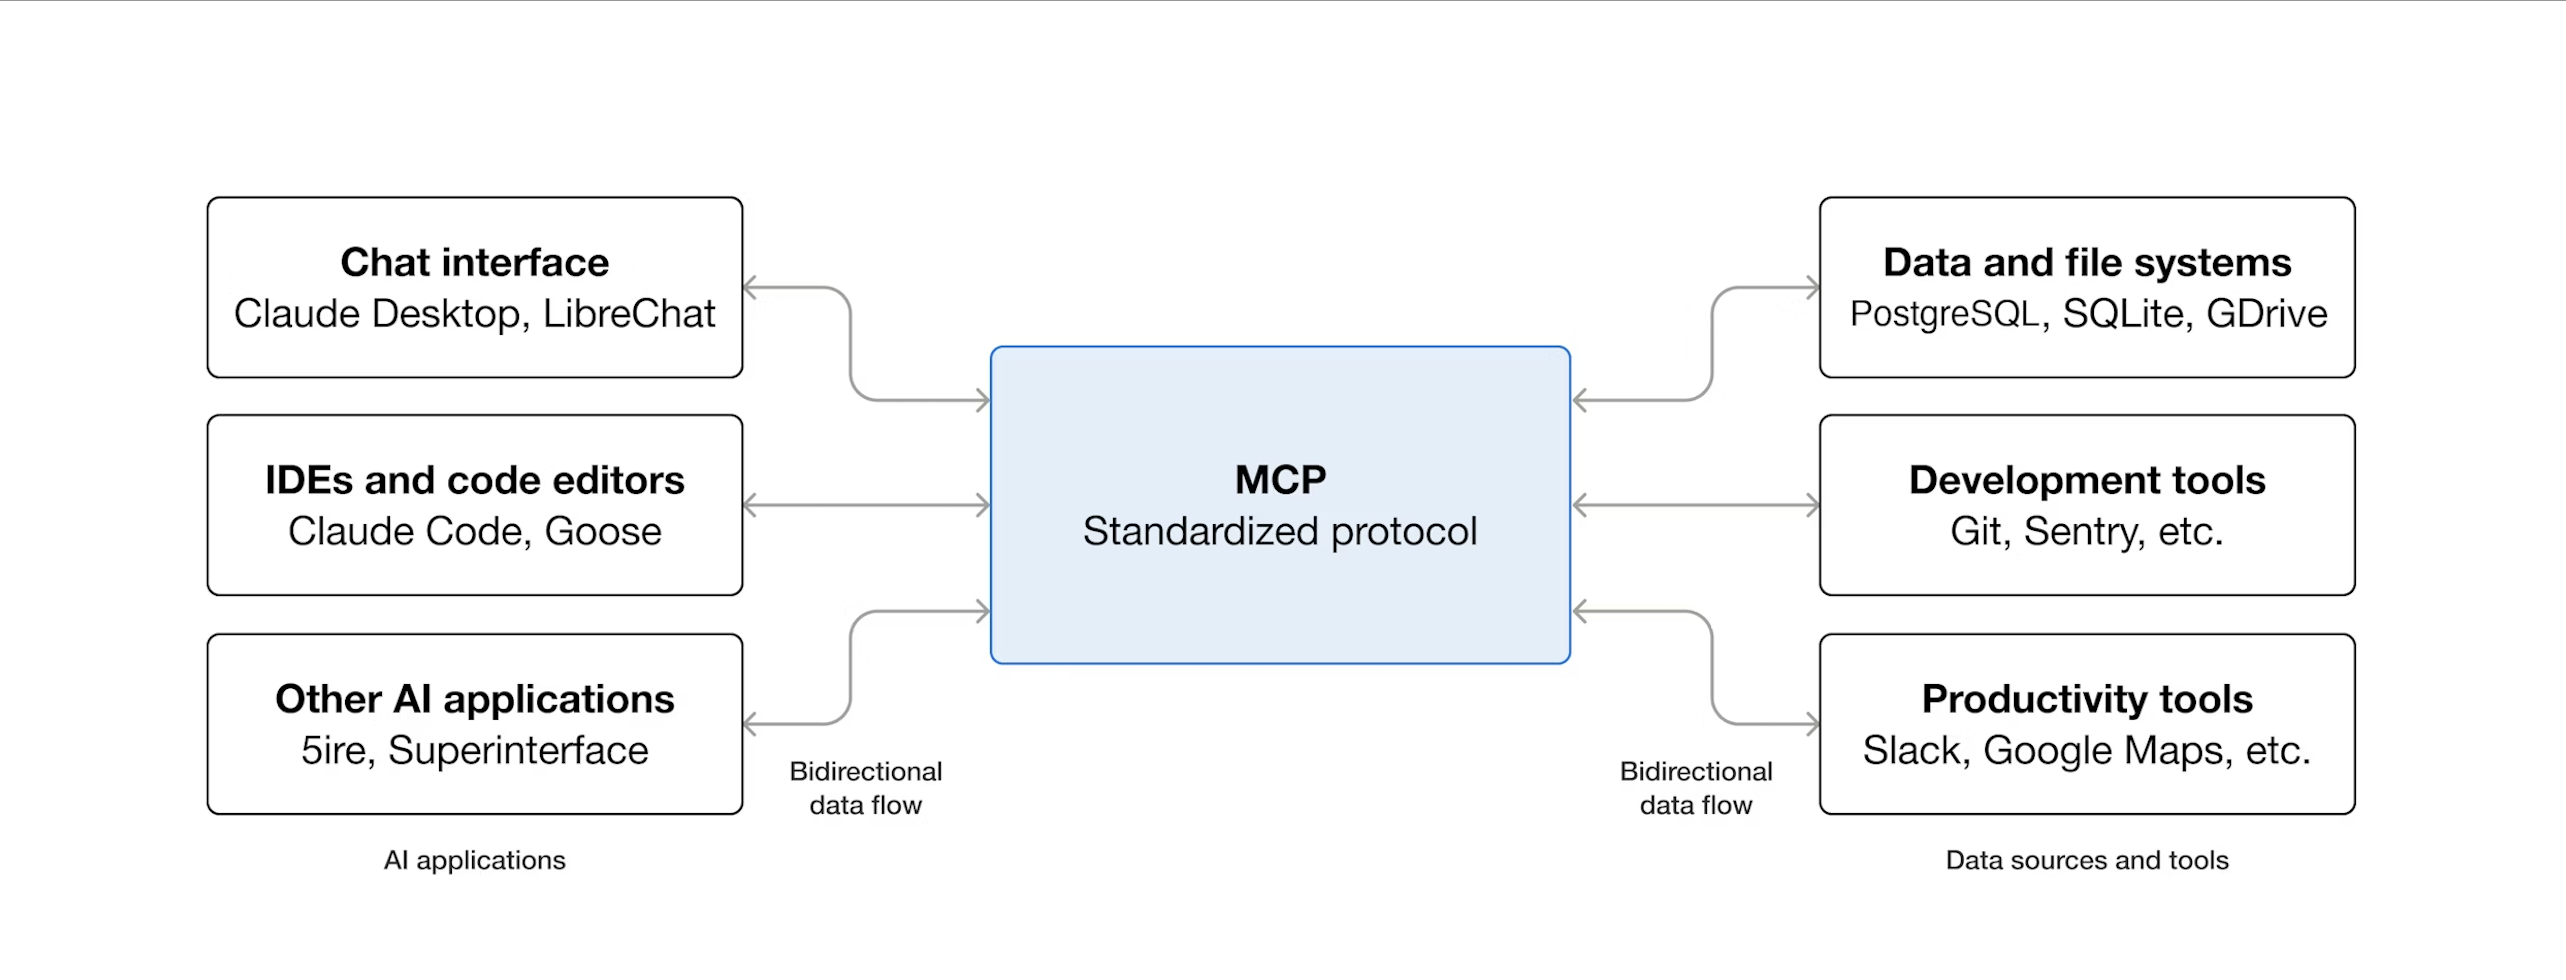 Chat interface
Claude Desktop, LibreChat
IDEs and code editors
Claude Code, Goose
Other AI applications
5ire, Superinterface
AI applications
Bidirectional
data flow
MCP
Standardized protocol
Bidirectional
data flow
Data and file systems
PostgreSQL, SQLite, GDrive
Development tools
Git, Sentry, etc.
Productivity tools
Slack, Google Maps, etc.
Data sources and tools